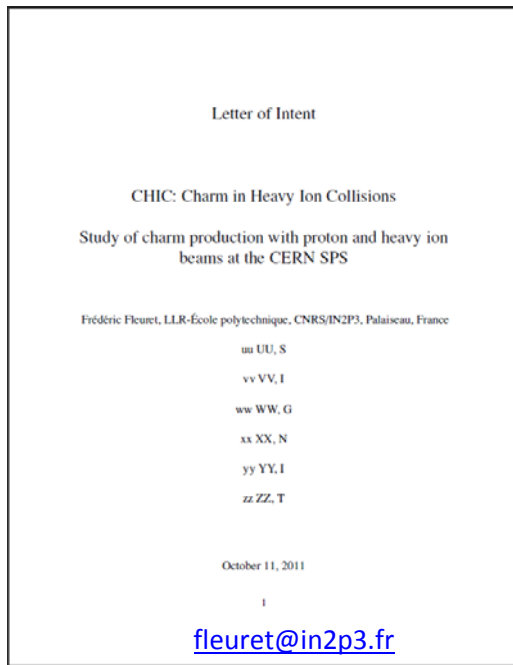 Letter of Intent
CHIC: Charm in Heavy Ion Collisions
Study of charm production with proton and heavy ion
beams at the CERN SPS
Frédéric Fleuret, LLR-École polytechnique, CNRS/IN2P3, Palaiseau, France
uu UU, S
vv VV, I
ww WW, G
xx XX, N
yy YY, I
zz ZZ, T
October 11, 2011
1
fleuret@in2p3.fr